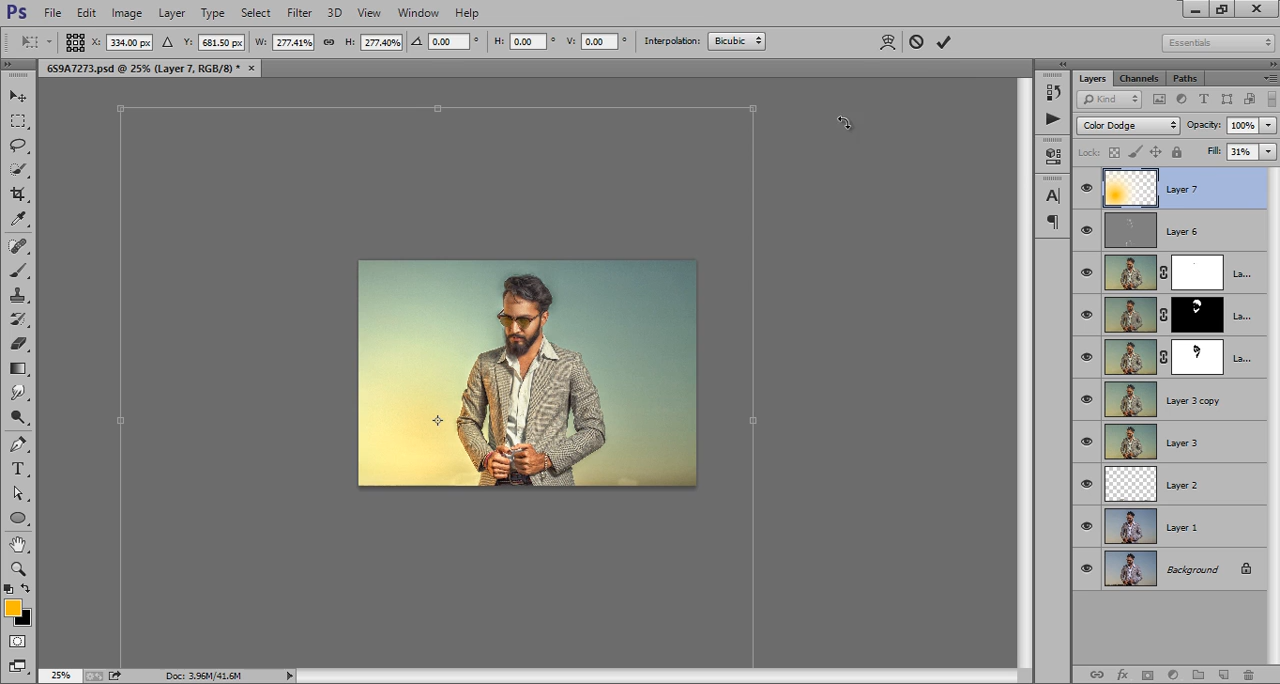 Ps File Edit Image Layer Type Select Filter 3D View Window Help
X: 334.00 px Y: 681.50 px W: 277.41% H: 277.40% 0.00 ° H: 0.00 ° V: 0.00 ° Interpolation: Bicubic Essentials
6S9A7273.psd @ 25% (Layer 7, RGB/8) * ×
Layers Channels Paths
Kind
Color Dodge Opacity: 100%
Lock: Fill: 31%
Layer 7
Layer 6
La...
La...
La...
Layer 3 copy
Layer 3
Layer 2
Layer 1
Background
25% Doc: 3.96M/41.6M